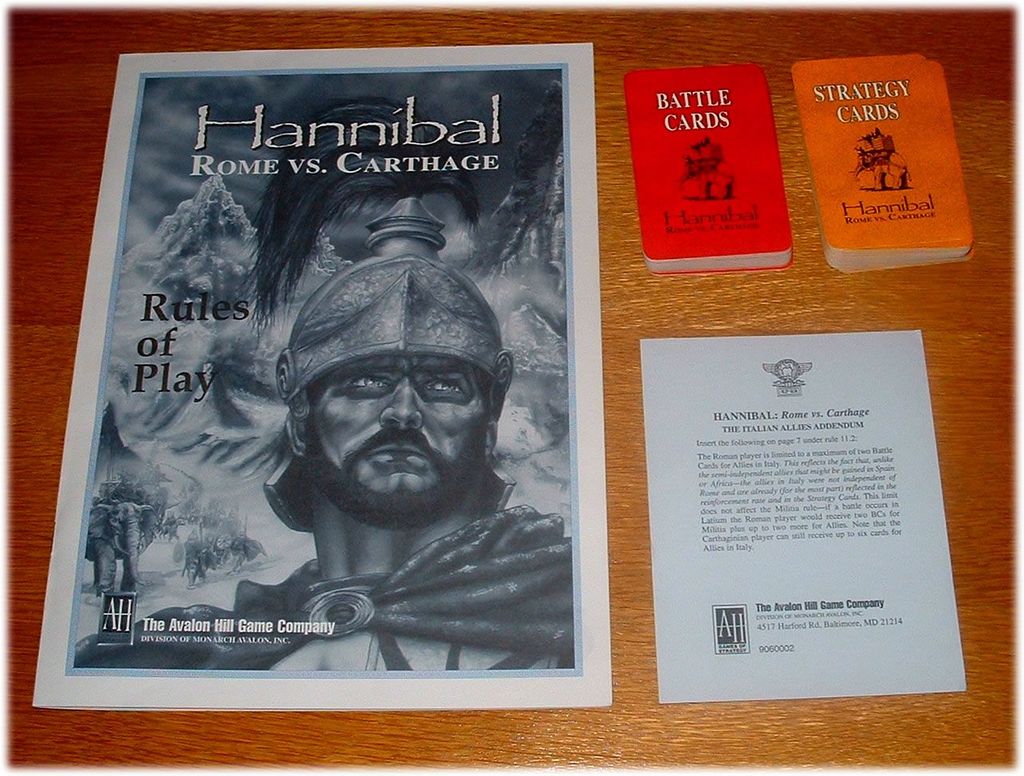 Hannibal
ROME VS. CARTHAGE
Rules
of
Play
AH
The Avalon Hill Game Company
DIVISION OF MONARCH AVALON, INC.
BATTLE
CARDS
Hannibal
ROME VS. CARTHAGE
STRATEGY
CARDS
Hannibal
ROME VS. CARTHAGE
HANNIBAL: Rome vs. Carthage
THE ITALIAN ALLIES ADDENDUM
Insert the following on page 7 under rule 11.2:
The Roman player is limited to a maximum of two Battle
Cards for Allies in Italy. This reflects the fact that, unlike
the semi-independent allies that might be gained in Spain
or Africa—the allies in Italy were not independent of
Rome and are already (for the most part) reflected in the
reinforcement rate and in the Strategy Cards. This limit
does not affect the Militia rule—if a battle occurs in
Latium the Roman player would receive two BCs for
Militia plus up to two more for Allies. Note that the
Carthaginian player can still receive up to six cards for
Allies in Italy.
AH
GAMES OF
STRATEGY
The Avalon Hill Game Company
DIVISION OF MONARCH AVALON, INC.
4517 Harford Rd. Baltimore, MD 21214
9060002